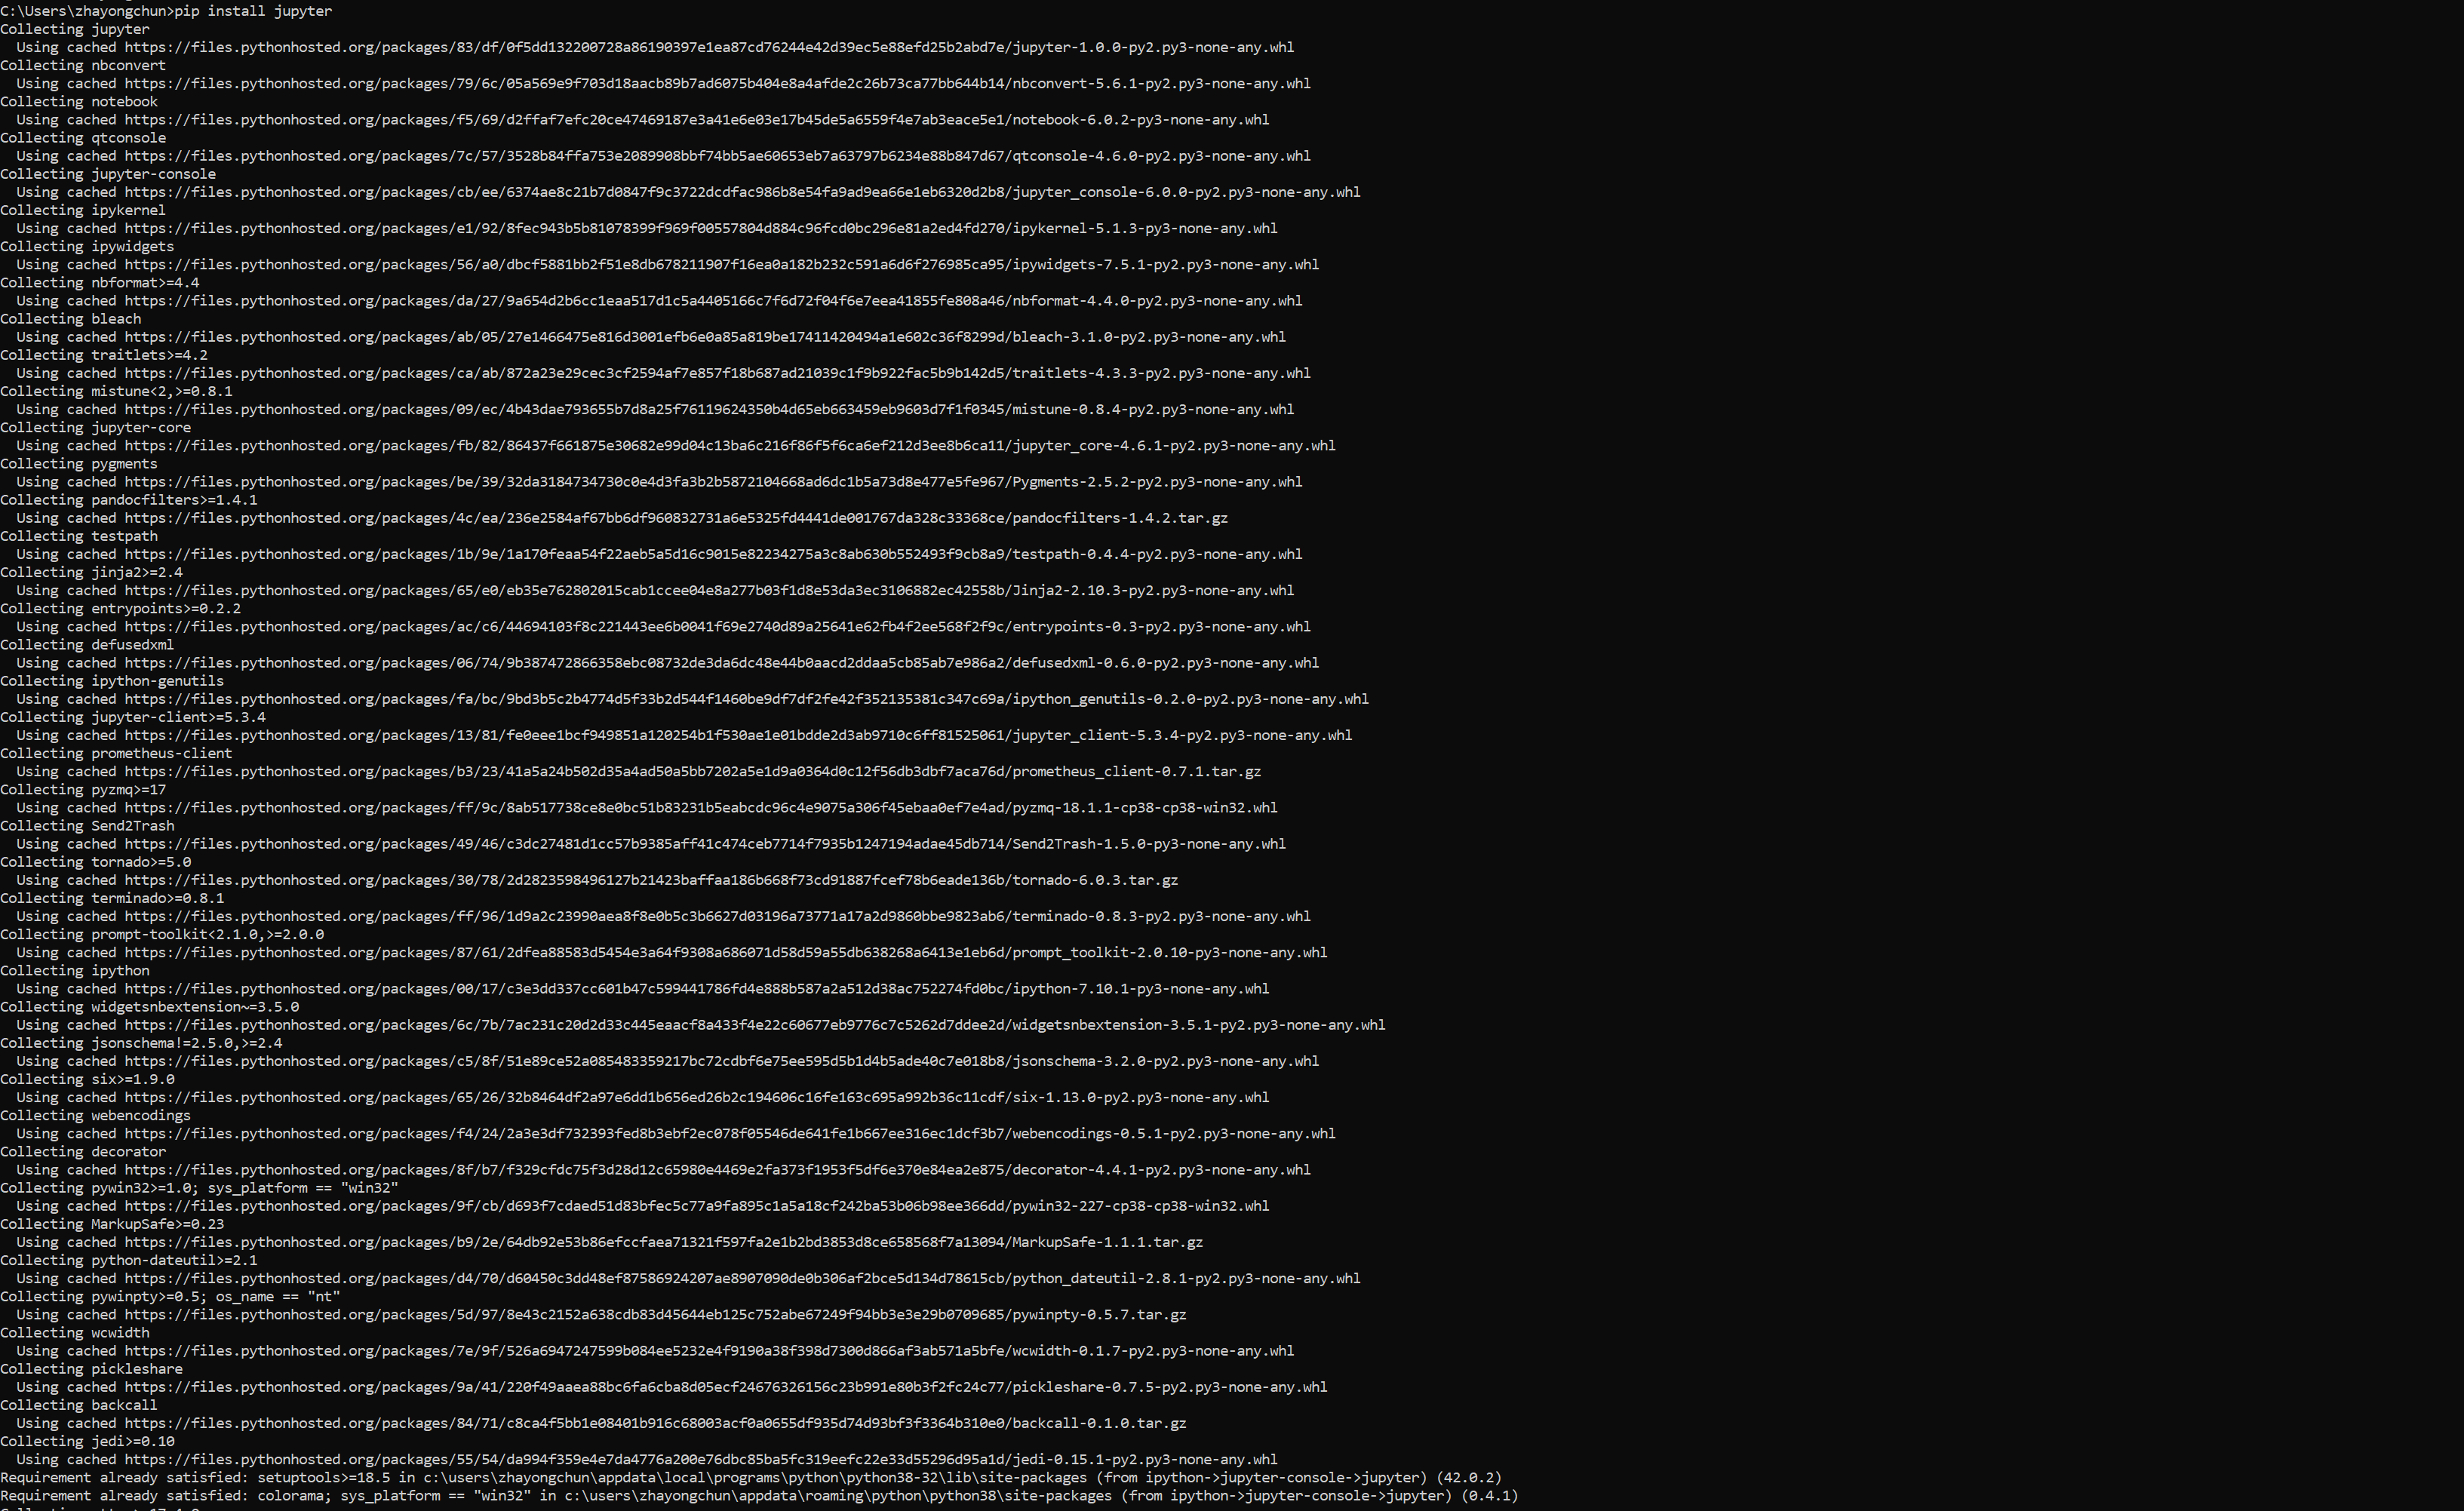 C:\Users\zhayongchun>pip install jupyter
Collecting jupyter
  Using cached https://files.pythonhosted.org/packages/83/df/0f5dd132200728a86190397e1ea87cd76244e42d39ec5e88efd25b2abd7e/jupyter-1.0.0-py2.py3-none-any.whl
Collecting nbconvert
  Using cached https://files.pythonhosted.org/packages/79/6c/05a569e9f703d18aacb89b7ad6075b404e8a4afde2c26b73ca77bb644b14/nbconvert-5.6.1-py2.py3-none-any.whl
Collecting notebook
  Using cached https://files.pythonhosted.org/packages/f5/69/d2ffaf7efc20ce47469187e3a41e6e03e17b45de5a6559f4e7ab3eace5e1/notebook-6.0.2-py3-none-any.whl
Collecting qtconsole
  Using cached https://files.pythonhosted.org/packages/7c/57/3528b84ffa753e2089908bbf74bb5ae60653eb7a63797b6234e88b847d67/qtconsole-4.6.0-py2.py3-none-any.whl
Collecting jupyter-console
  Using cached https://files.pythonhosted.org/packages/cb/ee/6374ae8c21b7d0847f9c3722dcdfac986b8e54fa9ad9ea66e1eb6320d2b8/jupyter_console-6.0.0-py2.py3-none-any.whl
Collecting ipykernel
  Using cached https://files.pythonhosted.org/packages/e1/92/8fec943b5b81078399f969f00557804d884c96fcd0bc296e81a2ed4fd270/ipykernel-5.1.3-py3-none-any.whl
Collecting ipywidgets
  Using cached https://files.pythonhosted.org/packages/56/a0/dbcf5881bb2f51e8db678211907f16ea0a182b232c591a6d6f276985ca95/ipywidgets-7.5.1-py2.py3-none-any.whl
Collecting nbformat>=4.4
  Using cached https://files.pythonhosted.org/packages/da/27/9a654d2b6cc1eaa517d1c5a4405166c7f6d72f04f6e7eea41855fe808a46/nbformat-4.4.0-py2.py3-none-any.whl
Collecting bleach
  Using cached https://files.pythonhosted.org/packages/ab/05/27e1466475e816d3001efb6e0a85a819be17411420494a1e602c36f8299d/bleach-3.1.0-py2.py3-none-any.whl
Collecting traitlets>=4.2
  Using cached https://files.pythonhosted.org/packages/ca/ab/872a23e29cec3cf2594af7e857f18b687ad21039c1f9b922fac5b9b142d5/traitlets-4.3.3-py2.py3-none-any.whl
Collecting mistune<2,>=0.8.1
  Using cached https://files.pythonhosted.org/packages/09/ec/4b43dae793655b7d8a25f76119624350b4d65eb663459eb9603d7f1f0345/mistune-0.8.4-py2.py3-none-any.whl
Collecting jupyter-core
  Using cached https://files.pythonhosted.org/packages/fb/82/86437f661875e30682e99d04c13ba6c216f86f5f6ca6ef212d3ee8b6ca11/jupyter_core-4.6.1-py2.py3-none-any.whl
Collecting pygments
  Using cached https://files.pythonhosted.org/packages/be/39/32da3184734730c0e4d3fa3b2b5872104668ad6dc1b5a73d8e477e5fe967/Pygments-2.5.2-py2.py3-none-any.whl
Collecting pandocfilters>=1.4.1
  Using cached https://files.pythonhosted.org/packages/4c/ea/236e2584af67bb6df960832731a6e5325fd4441de001767da328c33368ce/pandocfilters-1.4.2.tar.gz
Collecting testpath
  Using cached https://files.pythonhosted.org/packages/1b/9e/1a170feaa54f22aeb5a5d16c9015e82234275a3c8ab630b552493f9cb8a9/testpath-0.4.4-py2.py3-none-any.whl
Collecting jinja2>=2.4
  Using cached https://files.pythonhosted.org/packages/65/e0/eb35e762802015cab1ccee04e8a277b03f1d8e53da3ec3106882ec42558b/Jinja2-2.10.3-py2.py3-none-any.whl
Collecting entrypoints>=0.2.2
  Using cached https://files.pythonhosted.org/packages/ac/c6/44694103f8c221443ee6b0041f69e2740d89a25641e62fb4f2ee568f2f9c/entrypoints-0.3-py2.py3-none-any.whl
Collecting defusedxml
  Using cached https://files.pythonhosted.org/packages/06/74/9b387472866358ebc08732de3da6dc48e44b0aacd2ddaa5cb85ab7e986a2/defusedxml-0.6.0-py2.py3-none-any.whl
Collecting ipython-genutils
  Using cached https://files.pythonhosted.org/packages/fa/bc/9bd3b5c2b4774d5f33b2d544f1460be9df7df2fe42f352135381c347c69a/ipython_genutils-0.2.0-py2.py3-none-any.whl
Collecting jupyter-client>=5.3.4
  Using cached https://files.pythonhosted.org/packages/13/81/fe0eee1bcf949851a120254b1f530ae1e01bdde2d3ab9710c6ff81525061/jupyter_client-5.3.4-py2.py3-none-any.whl
Collecting prometheus-client
  Using cached https://files.pythonhosted.org/packages/b3/23/41a5a24b502d35a4ad50a5bb7202a5e1d9a0364d0c12f56db3dbf7aca76d/prometheus_client-0.7.1.tar.gz
Collecting pyzmq>=17
  Using cached https://files.pythonhosted.org/packages/ff/9c/8ab517738ce8e0bc51b83231b5eabcdc96c4e9075a306f45ebaa0ef7e4ad/pyzmq-18.1.1-cp38-cp38-win32.whl
Collecting Send2Trash
  Using cached https://files.pythonhosted.org/packages/49/46/c3dc27481d1cc57b9385aff41c474ceb7714f7935b1247194adae45db714/Send2Trash-1.5.0-py3-none-any.whl
Collecting tornado>=5.0
  Using cached https://files.pythonhosted.org/packages/30/78/2d2823598496127b21423baffaa186b668f73cd91887fcef78b6eade136b/tornado-6.0.3.tar.gz
Collecting terminado>=0.8.1
  Using cached https://files.pythonhosted.org/packages/ff/96/1d9a2c23990aea8f8e0b5c3b6627d03196a73771a17a2d9860bbe9823ab6/terminado-0.8.3-py2.py3-none-any.whl
Collecting prompt-toolkit<2.1.0,>=2.0.0
  Using cached https://files.pythonhosted.org/packages/87/61/2dfea88583d5454e3a64f9308a686071d58d59a55db638268a6413e1eb6d/prompt_toolkit-2.0.10-py3-none-any.whl
Collecting ipython
  Using cached https://files.pythonhosted.org/packages/00/17/c3e3dd337cc601b47c599441786fd4e888b587a2a512d38ac752274fd0bc/ipython-7.10.1-py3-none-any.whl
Collecting widgetsnbextension~=3.5.0
  Using cached https://files.pythonhosted.org/packages/6c/7b/7ac231c20d2d33c445eaacf8a433f4e22c60677eb9776c7c5262d7ddee2d/widgetsnbextension-3.5.1-py2.py3-none-any.whl
Collecting jsonschema!=2.5.0,>=2.4
  Using cached https://files.pythonhosted.org/packages/c5/8f/51e89ce52a085483359217bc72cdbf6e75ee595d5b1d4b5ade40c7e018b8/jsonschema-3.2.0-py2.py3-none-any.whl
Collecting six>=1.9.0
  Using cached https://files.pythonhosted.org/packages/65/26/32b8464df2a97e6dd1b656ed26b2c194606c16fe163c695a992b36c11cdf/six-1.13.0-py2.py3-none-any.whl
Collecting webencodings
  Using cached https://files.pythonhosted.org/packages/f4/24/2a3e3df732393fed8b3ebf2ec078f05546de641fe1b667ee316ec1dcf3b7/webencodings-0.5.1-py2.py3-none-any.whl
Collecting decorator
  Using cached https://files.pythonhosted.org/packages/8f/b7/f329cfdc75f3d28d12c65980e4469e2fa373f1953f5df6e370e84ea2e875/decorator-4.4.1-py2.py3-none-any.whl
Collecting pywin32>=1.0; sys_platform == "win32"
  Using cached https://files.pythonhosted.org/packages/9f/cb/d693f7cdaed51d83bfec5c77a9fa895c1a5a18cf242ba53b06b98ee366dd/pywin32-227-cp38-cp38-win32.whl
Collecting MarkupSafe>=0.23
  Using cached https://files.pythonhosted.org/packages/b9/2e/64db92e53b86efccfaea71321f597fa2e1b2bd3853d8ce658568f7a13094/MarkupSafe-1.1.1.tar.gz
Collecting python-dateutil>=2.1
  Using cached https://files.pythonhosted.org/packages/d4/70/d60450c3dd48ef87586924207ae8907090de0b306af2bce5d134d78615cb/python_dateutil-2.8.1-py2.py3-none-any.whl
Collecting pywinpty>=0.5; os_name == "nt"
  Using cached https://files.pythonhosted.org/packages/5d/97/8e43c2152a638cdb83d45644eb125c752abe67249f94bb3e3e29b0709685/pywinpty-0.5.7.tar.gz
Collecting wcwidth
  Using cached https://files.pythonhosted.org/packages/7e/9f/526a6947247599b084ee5232e4f9190a38f398d7300d866af3ab571a5bfe/wcwidth-0.1.7-py2.py3-none-any.whl
Collecting pickleshare
  Using cached https://files.pythonhosted.org/packages/9a/41/220f49aaea88bc6fa6cba8d05ecf24676326156c23b991e80b3f2fc24c77/pickleshare-0.7.5-py2.py3-none-any.whl
Collecting backcall
  Using cached https://files.pythonhosted.org/packages/84/71/c8ca4f5bb1e08401b916c68003acf0a0655df935d74d93bf3f3364b310e0/backcall-0.1.0.tar.gz
Collecting jedi>=0.10
  Using cached https://files.pythonhosted.org/packages/55/54/da994f359e4e7da4776a200e76dbc85ba5fc319eefc22e33d55296d95a1d/jedi-0.15.1-py2.py3-none-any.whl
Requirement already satisfied: setuptools>=18.5 in c:\users\zhayongchun\appdata\local\programs\python\python38-32\lib\site-packages (from ipython->jupyter-console->jupyter) (42.0.2)
Requirement already satisfied: colorama; sys_platform == "win32" in c:\users\zhayongchun\appdata\roaming\python\python38\site-packages (from ipython->jupyter-console->jupyter) (0.4.1)